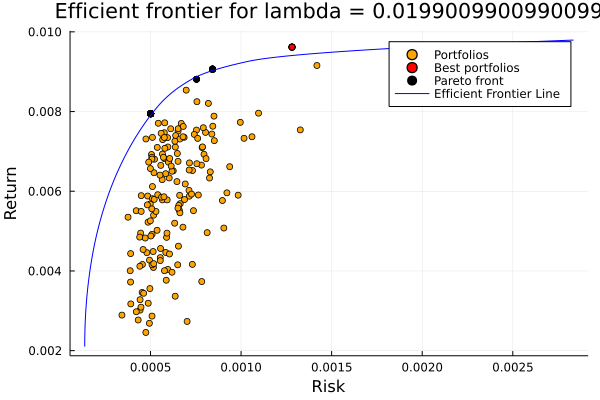 Efficient frontier for lambda = 0.0199009900990099
0.010
0.008
0.006
0.004
0.002
Return
Portfolios
Best portfolios
Pareto front
Efficient Frontier Line
0.0005
0.0010
0.0015
0.0020
0.0025
Risk